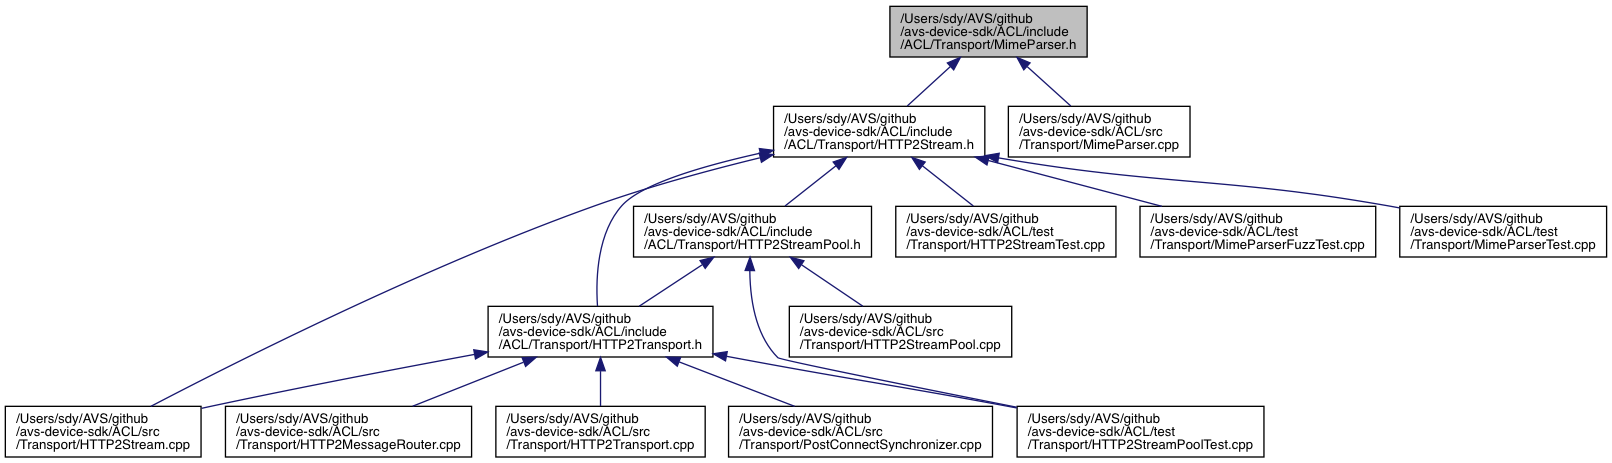 /Users/sdy/AVS/github
/avs-device-sdk/ACL/include
/ACL/Transport/MimeParser.h
/Users/sdy/AVS/github
/avs-device-sdk/ACL/include
/ACL/Transport/HTTP2Stream.h
/Users/sdy/AVS/github
/avs-device-sdk/ACL/src
/Transport/MimeParser.cpp
/Users/sdy/AVS/github
/avs-device-sdk/ACL/include
/ACL/Transport/HTTP2StreamPool.h
/Users/sdy/AVS/github
/avs-device-sdk/ACL/test
/Transport/HTTP2StreamTest.cpp
/Users/sdy/AVS/github
/avs-device-sdk/ACL/test
/Transport/MimeParserFuzzTest.cpp
/Users/sdy/AVS/github
/avs-device-sdk/ACL/test
/Transport/MimeParserTest.cpp
/Users/sdy/AVS/github
/avs-device-sdk/ACL/include
/ACL/Transport/HTTP2Transport.h
/Users/sdy/AVS/github
/avs-device-sdk/ACL/src
/Transport/HTTP2StreamPool.cpp
/Users/sdy/AVS/github
/avs-device-sdk/ACL/src
/Transport/HTTP2Stream.cpp
/Users/sdy/AVS/github
/avs-device-sdk/ACL/src
/Transport/HTTP2MessageRouter.cpp
/Users/sdy/AVS/github
/avs-device-sdk/ACL/src
/Transport/HTTP2Transport.cpp
/Users/sdy/AVS/github
/avs-device-sdk/ACL/src
/Transport/PostConnectSynchronizer.cpp
/Users/sdy/AVS/github
/avs-device-sdk/ACL/test
/Transport/HTTP2StreamPoolTest.cpp